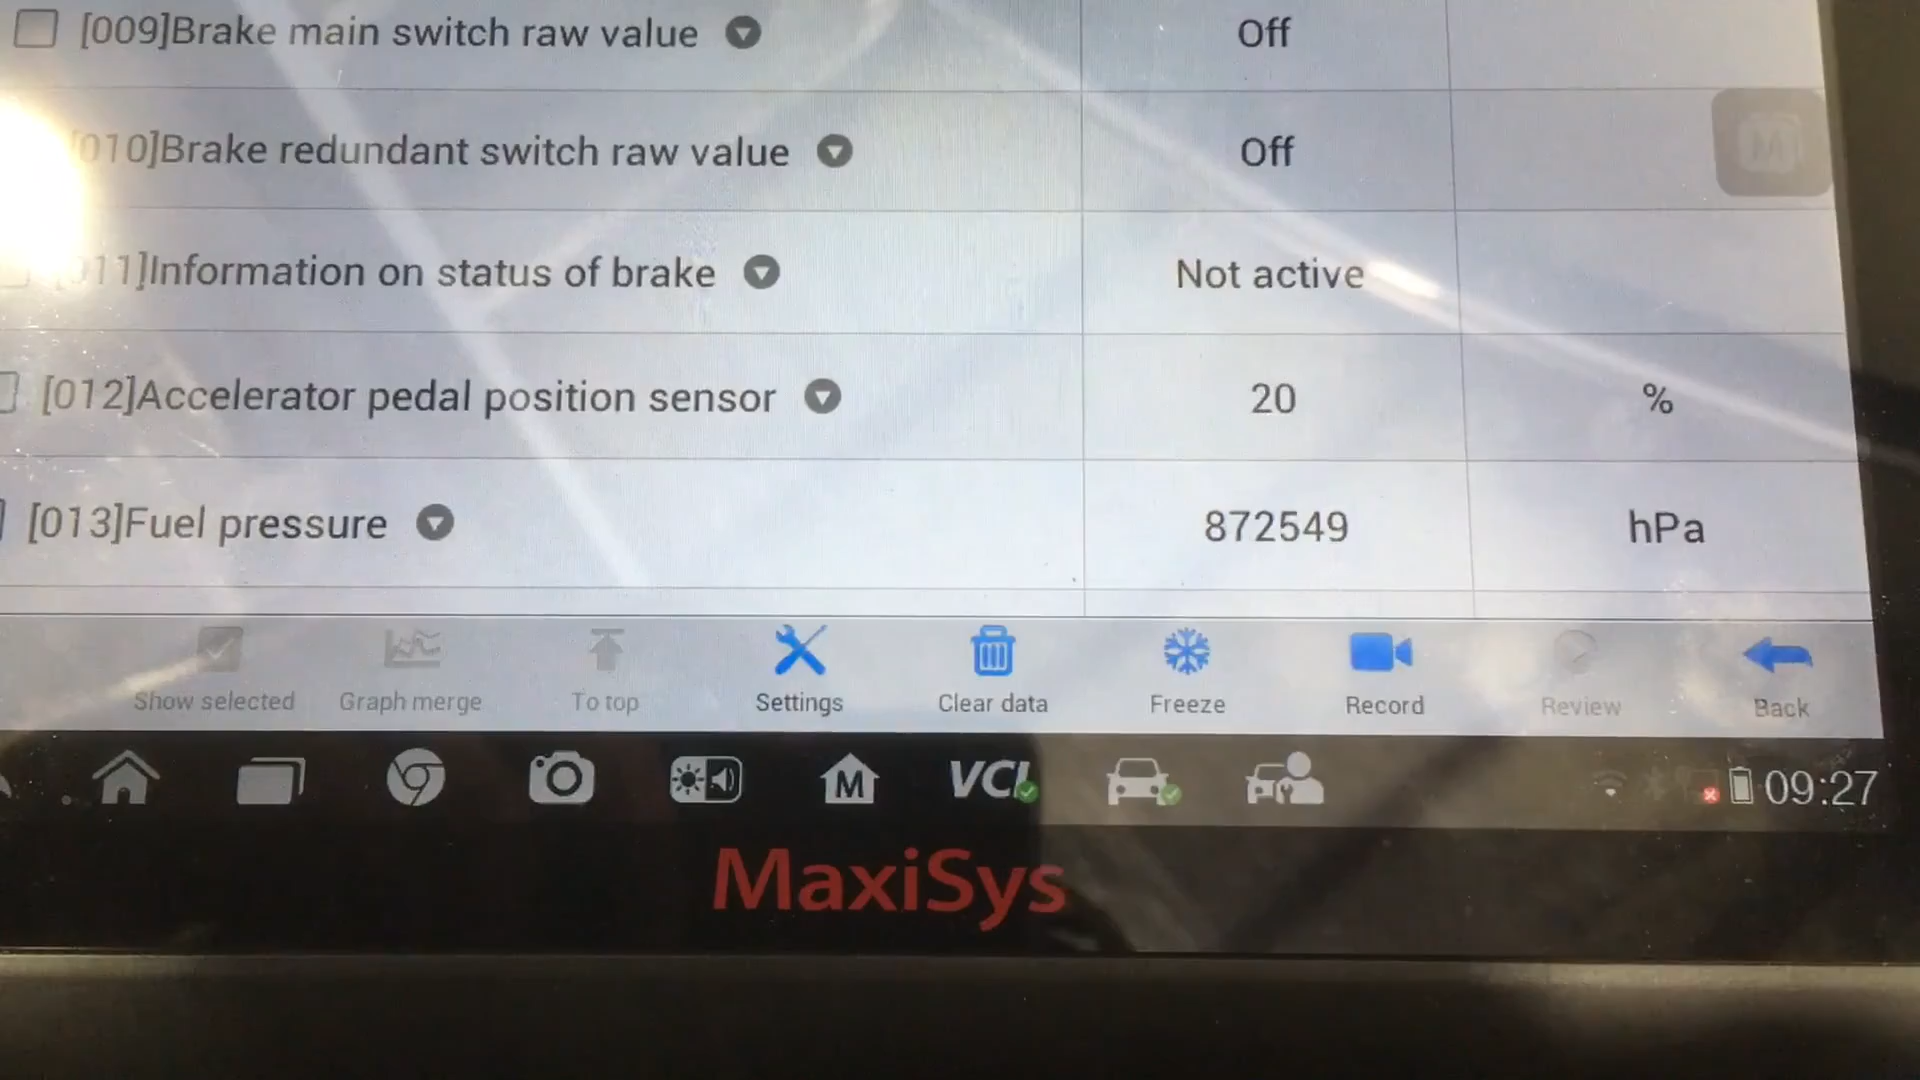 [009]Brake main switch raw value Off
010]Brake redundant switch raw value Off
11]Information on status of brake Not active
[012]Accelerator pedal position sensor 20 %
[013]Fuel pressure 872549 hPa
M
Show selected Graph merge To top Settings Clear data Freeze Record Review Back
M VCI 09:27
MaxiSys